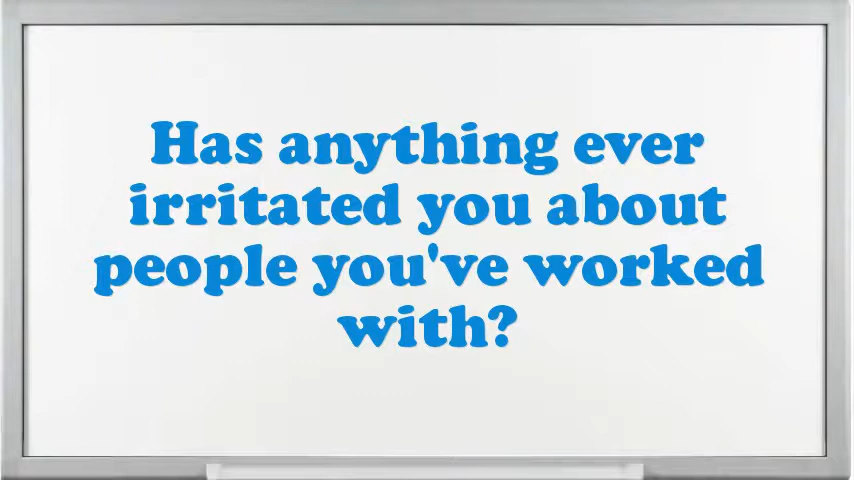 Has anything ever
irritated you about
people you've worked
with?